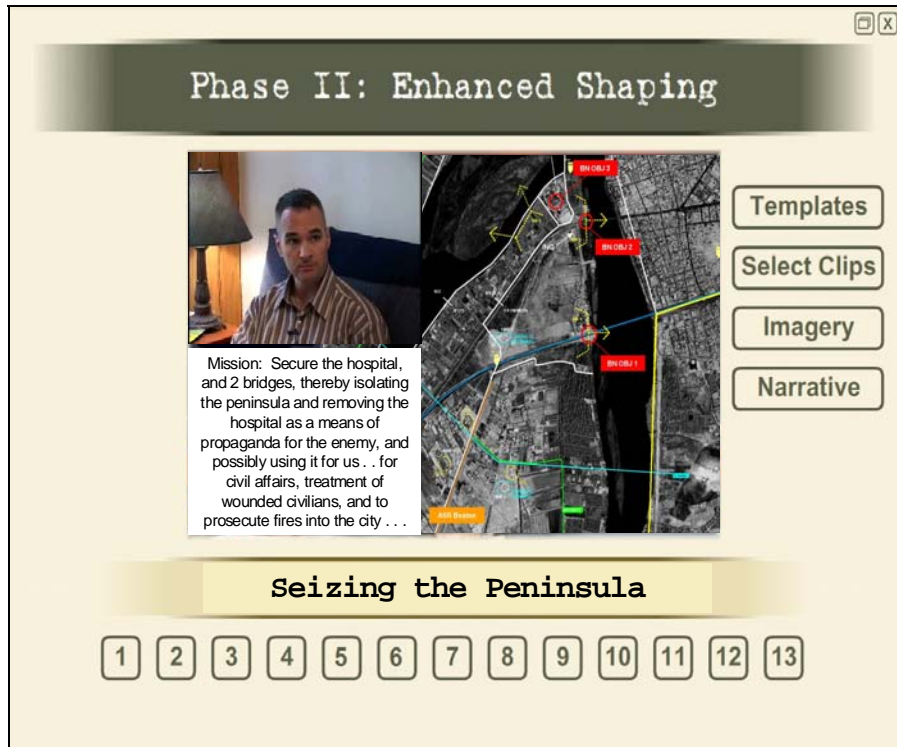 X
Phase II: Enhanced Shaping
BN OBJ 3
BN OBJ 2
BN OBJ 1
Templates
Select Clips
Imagery
Narrative
Mission: Secure the hospital,
and 2 bridges, thereby isolating
the peninsula and removing the
hospital as a means of
propaganda for the enemy, and
possibly using it for us . . for
civil affairs, treatment of
wounded civilians, and to
prosecute fires into the city . . .
Seizing the Peninsula
1 2 3 4 5 6 7 8 9 10 11 12 13